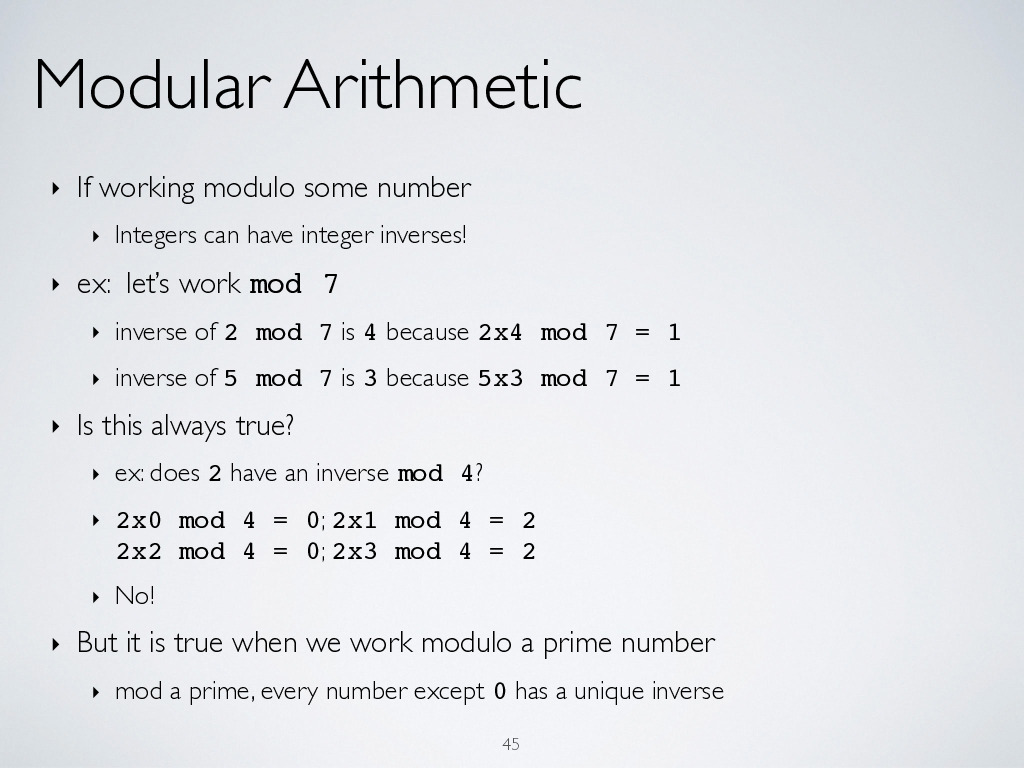 Modular Arithmetic
‣ If working modulo some number
‣ Integers can have integer inverses!
‣ ex: let’s work mod 7
‣ inverse of 2 mod 7 is 4 because 2x4 mod 7 = 1
‣ inverse of 5 mod 7 is 3 because 5x3 mod 7 = 1
‣ Is this always true?
‣ ex: does 2 have an inverse mod 4?
‣ 2x0 mod 4 = 0; 2x1 mod 4 = 2
2x2 mod 4 = 0; 2x3 mod 4 = 2
‣ No!
‣ But it is true when we work modulo a prime number
‣ mod a prime, every number except 0 has a unique inverse
45